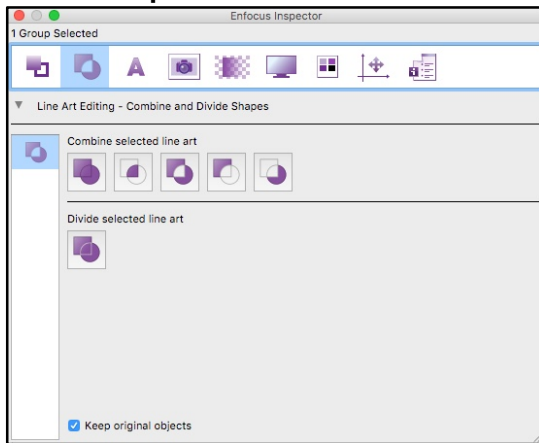 Enfocus Inspector
1 Group Selected
A
Line Art Editing - Combine and Divide Shapes
Combine selected line art
Divide selected line art
Keep original objects